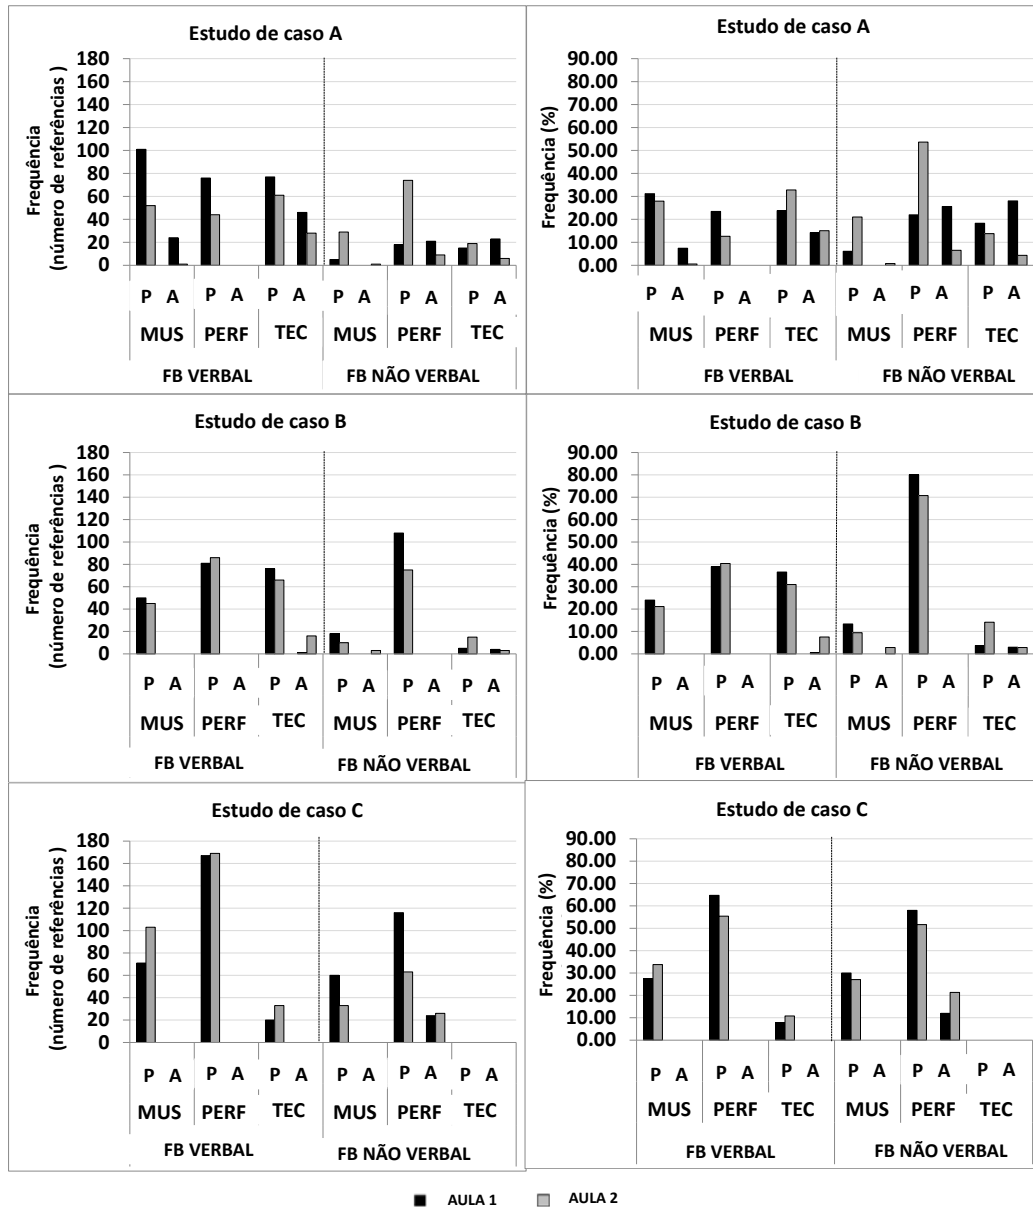 Estudo de caso A
Frequência
(número de referências )
180
160
140
120
100
80
60
40
20
0
P A P A P A P A P A P A
MUS PERF TEC MUS PERF TEC
FB VERBAL FB NÃO VERBAL
Estudo de caso A
Frequência (%)
90.00
80.00
70.00
60.00
50.00
40.00
30.00
20.00
10.00
0.00
P A P A P A P A P A P A
MUS PERF TEC MUS PERF TEC
FB VERBAL FB NÃO VERBAL
Estudo de caso B
Frequência
(número de referências )
180
160
140
120
100
80
60
40
20
0
P A P A P A P A P A P A
MUS PERF TEC MUS PERF TEC
FB VERBAL FB NÃO VERBAL
Estudo de caso B
Frequência (%)
90.00
80.00
70.00
60.00
50.00
40.00
30.00
20.00
10.00
0.00
P A P A P A P A P A P A
MUS PERF TEC MUS PERF TEC
FB VERBAL FB NÃO VERBAL
Estudo de caso C
Frequência
(número de referências )
180
160
140
120
100
80
60
40
20
0
P A P A P A P A P A P A
MUS PERF TEC MUS PERF TEC
FB VERBAL FB NÃO VERBAL
Estudo de caso C
Frequência (%)
90.00
80.00
70.00
60.00
50.00
40.00
30.00
20.00
10.00
0.00
P A P A P A P A P A P A
MUS PERF TEC MUS PERF TEC
FB VERBAL FB NÃO VERBAL
AULA 1 AULA 2